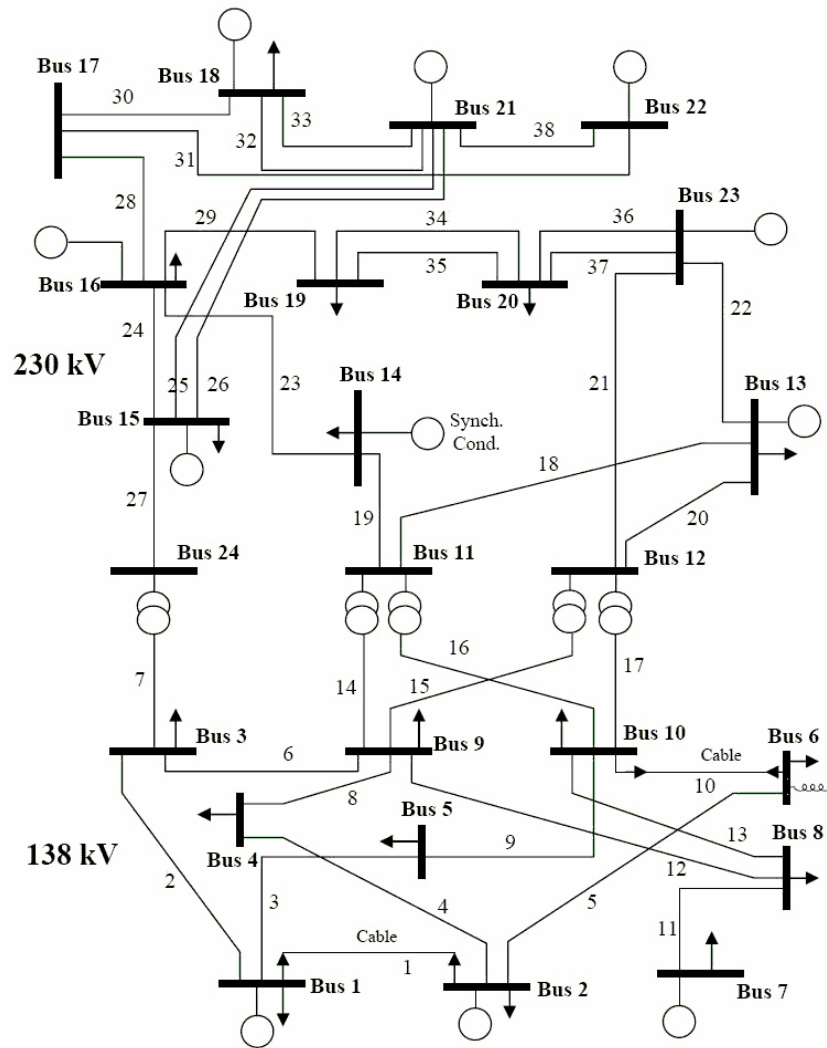 Bus 17
Bus 18
30
33
Bus 21
Bus 22
32
38
31
28
Bus 23
29
34
36
35
37
Bus 16
Bus 19
Bus 20
22
24
230 kV
25
26
23
21
Bus 14
Bus 13
Bus 15
Synch.
Cond.
18
27
19
20
Bus 24
Bus 11
Bus 12
16
7
14
15
17
Bus 3
Bus 9
Bus 10
Bus 6
Cable
6
10
8
Bus 5
Bus 4
138 kV
9
13
Bus 8
12
2
3
4
5
11
Cable
1
Bus 1
Bus 2
Bus 7